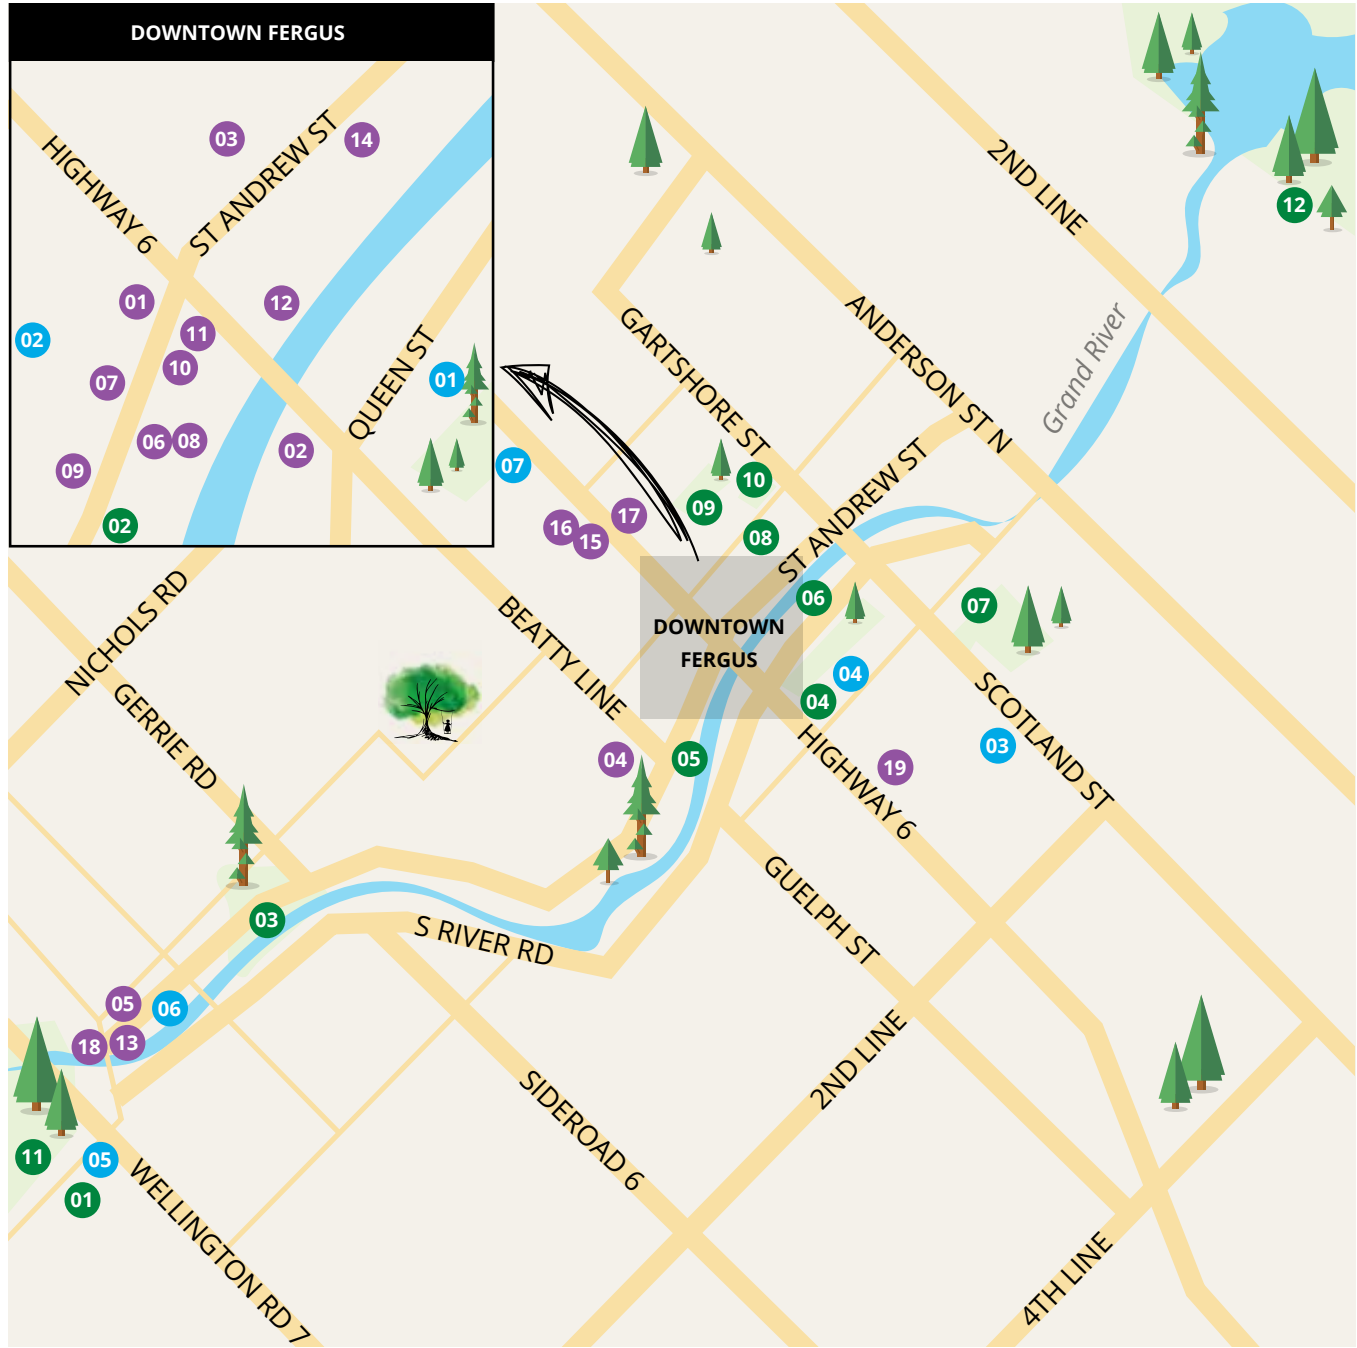 DOWNTOWN FERGUS
03
14
HIGHWAY 6
ST ANDREW ST
01
12
02
11
10
07
QUEEN ST
01
06
08
02
09
02
2ND LINE
12
ANDERSON ST N
Grand River
GARTSHORE ST
ST ANDREW ST
07
10
09
17
16
15
08
06
07
DOWNTOWN
FERGUS
NICHOLS RD
BEATTY LINE
04
04
GERRIE RD
SCOTLAND ST
HIGHWAY 6
04
05
19
03
03
S RIVER RD
GUELPH ST
05
06
18
13
2ND LINE
SIDEROAD 6
11
05
01
WELLINGTON RD 7
4TH LINE